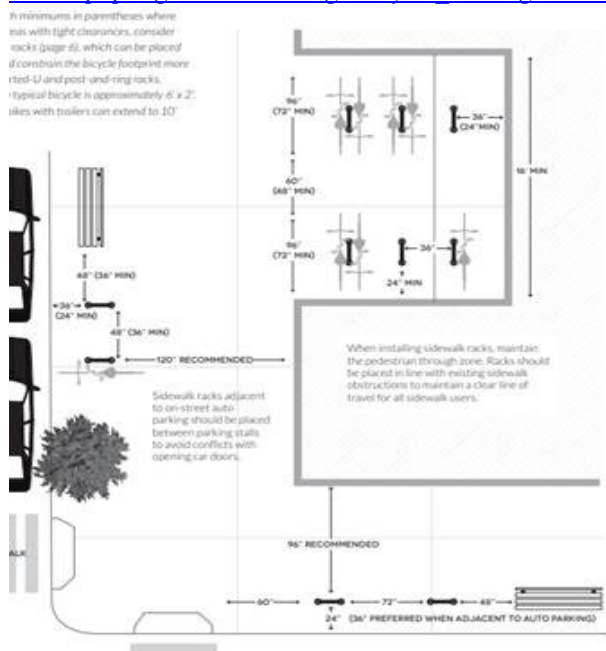 h minimums in parentheses where
eas with tight clearances, consider
racks (page 6), which can be placed
d constrain the bicycle footprint more
rted-U and post-and-ring racks.
typical bicycle is approximately 6' x 2'.
ikes with trailers can extend to 10'
96"
(72" MIN)
36"
(24" MIN)
16' MIN
60"
(48" MIN)
96"
(72" MIN)
36"
24" MIN
48" (36" MIN)
36"
(24" MIN)
48" (36" MIN)
120" RECOMMENDED
When installing sidewalk racks, maintain
the pedestrian through zone. Racks should
be placed in line with existing sidewalk
obstructions to maintain a clear line of
travel for all sidewalk users.
Sidewalk racks adjacent
to on-street auto
parking should be placed
between parking stalls
to avoid conflicts with
opening car doors.
96" RECOMMENDED
ALK
60"
72"
48"
24" (36" PREFERRED WHEN ADJACENT TO AUTO PARKING)